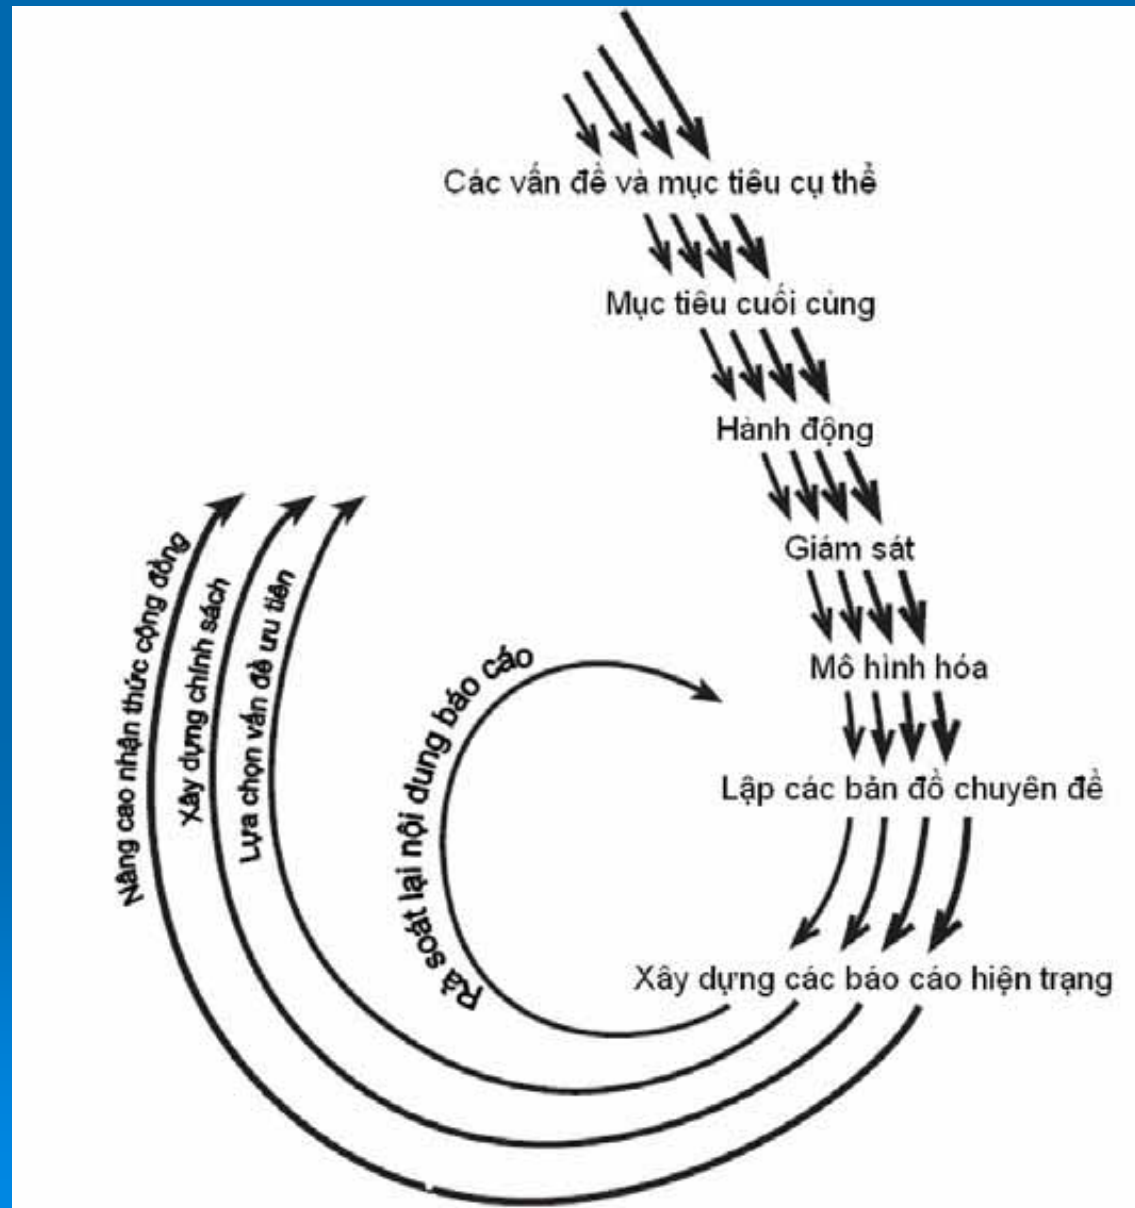 Các vấn đề và mục tiêu cụ thể
Mục tiêu cuối cùng
Hành động
Giám sát
Mô hình hóa
Lập các bản đồ chuyên đề
Xây dựng các báo cáo hiện trạng
Rà soát lại nội dung báo cáo
Lựa chọn vấn đề ưu tiên
Xây dựng chính sách
Nâng cao nhận thức cộng đồng